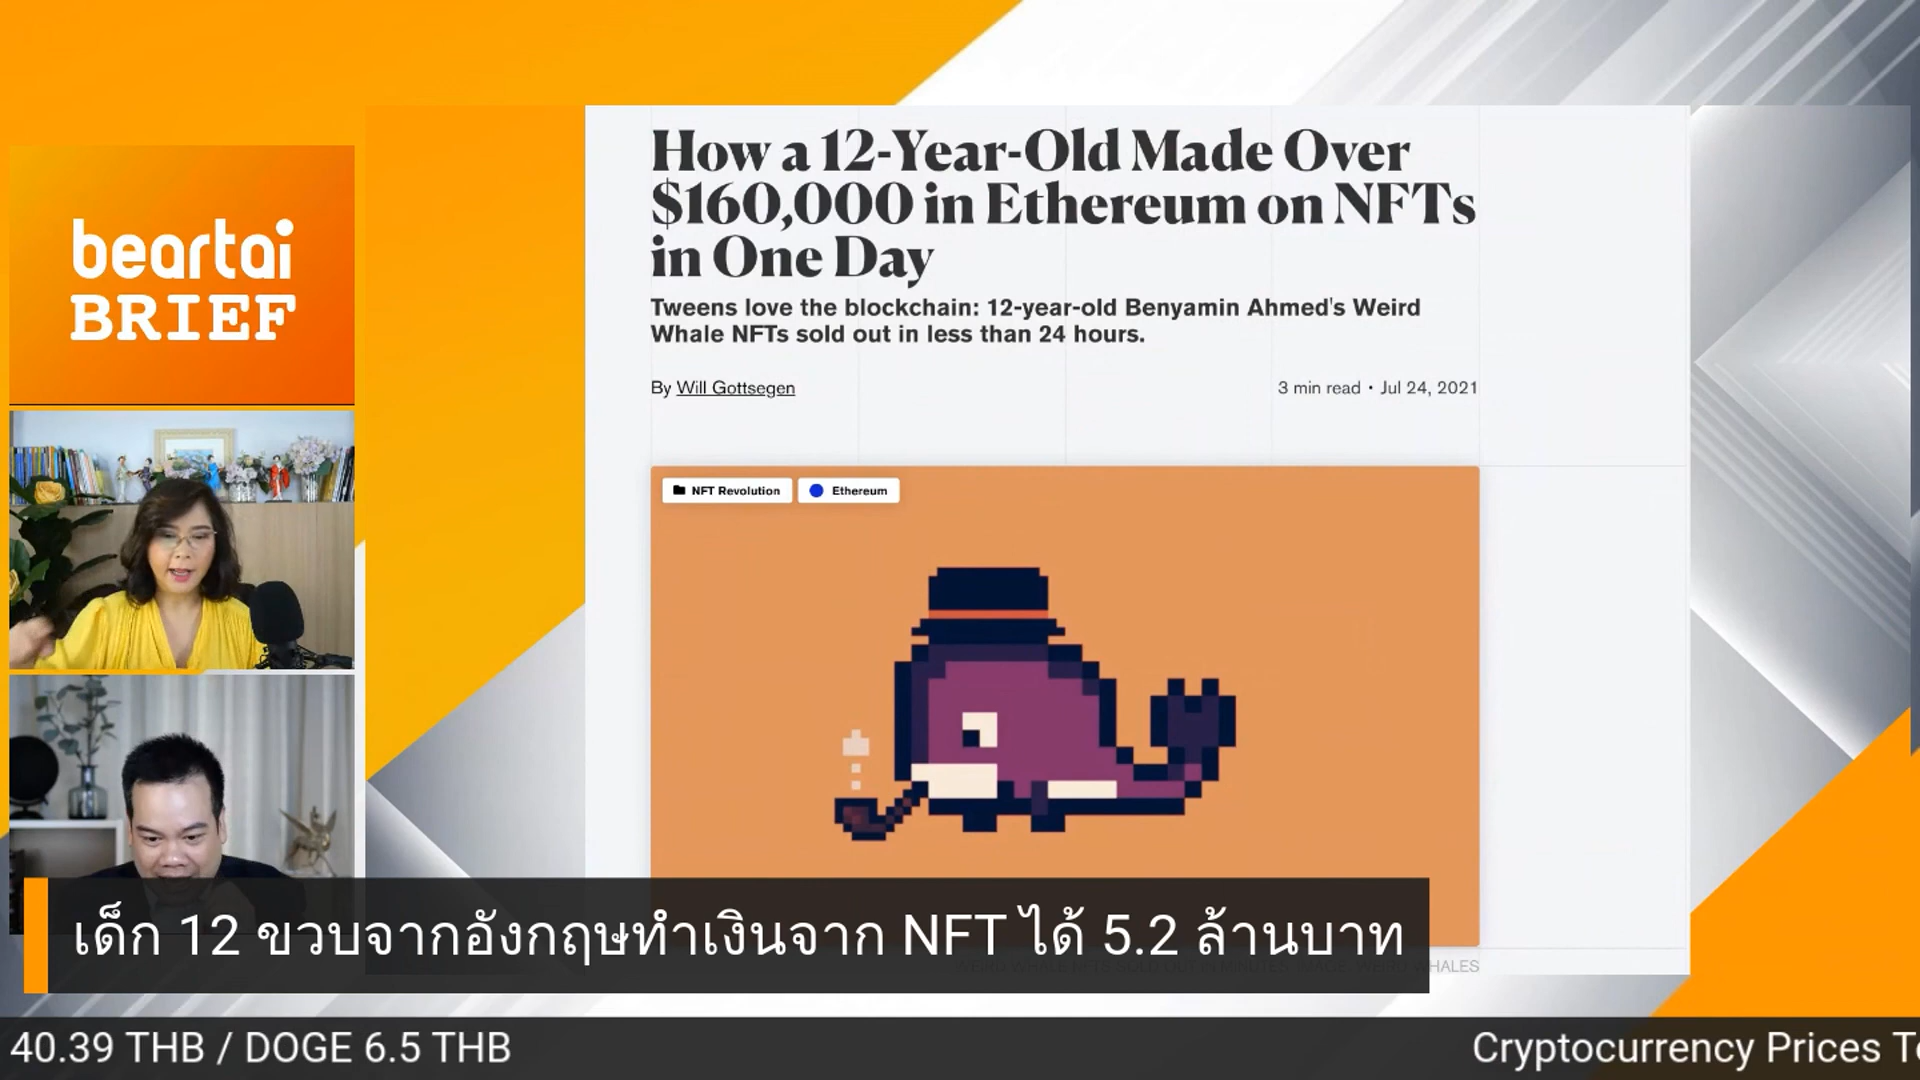 beartai
BRIEF
How a 12-Year-Old Made Over
$160,000 in Ethereum on NFTs
in One Day
Tweens love the blockchain: 12-year-old Benyamin Ahmed's Weird
Whale NFTs sold out in less than 24 hours.
By Will Gottsegen
3 min read • Jul 24, 2021
NFT Revolution
Ethereum
เด็ก 12 ขวบจากอังกฤษทำเงินจาก NFT ได้ 5.2 ล้านบาท
WHALES
40.39 THB / DOGE 6.5 THB
Cryptocurrency Prices